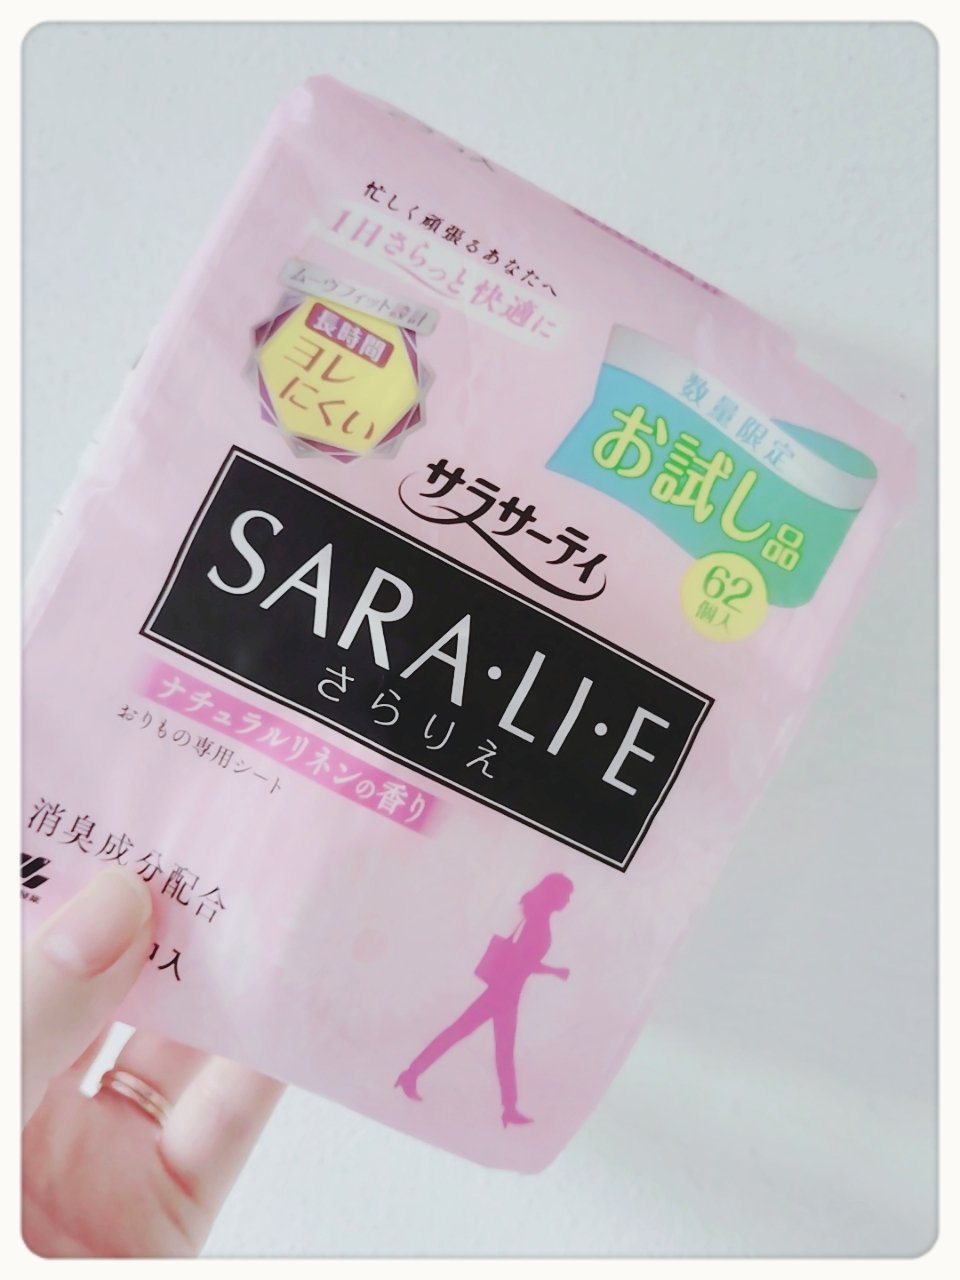 忙しく頑張るあなたへ
1日さらっと快適に
ムーヴフィット設計
長時間
ヨレ
にくい
数量限定
お試し品
62
個入
サラサーティ
SARA・LI・E
さらりえ
ナチュラルリネンの香り
おりもの専用シート
消臭成分配合
入